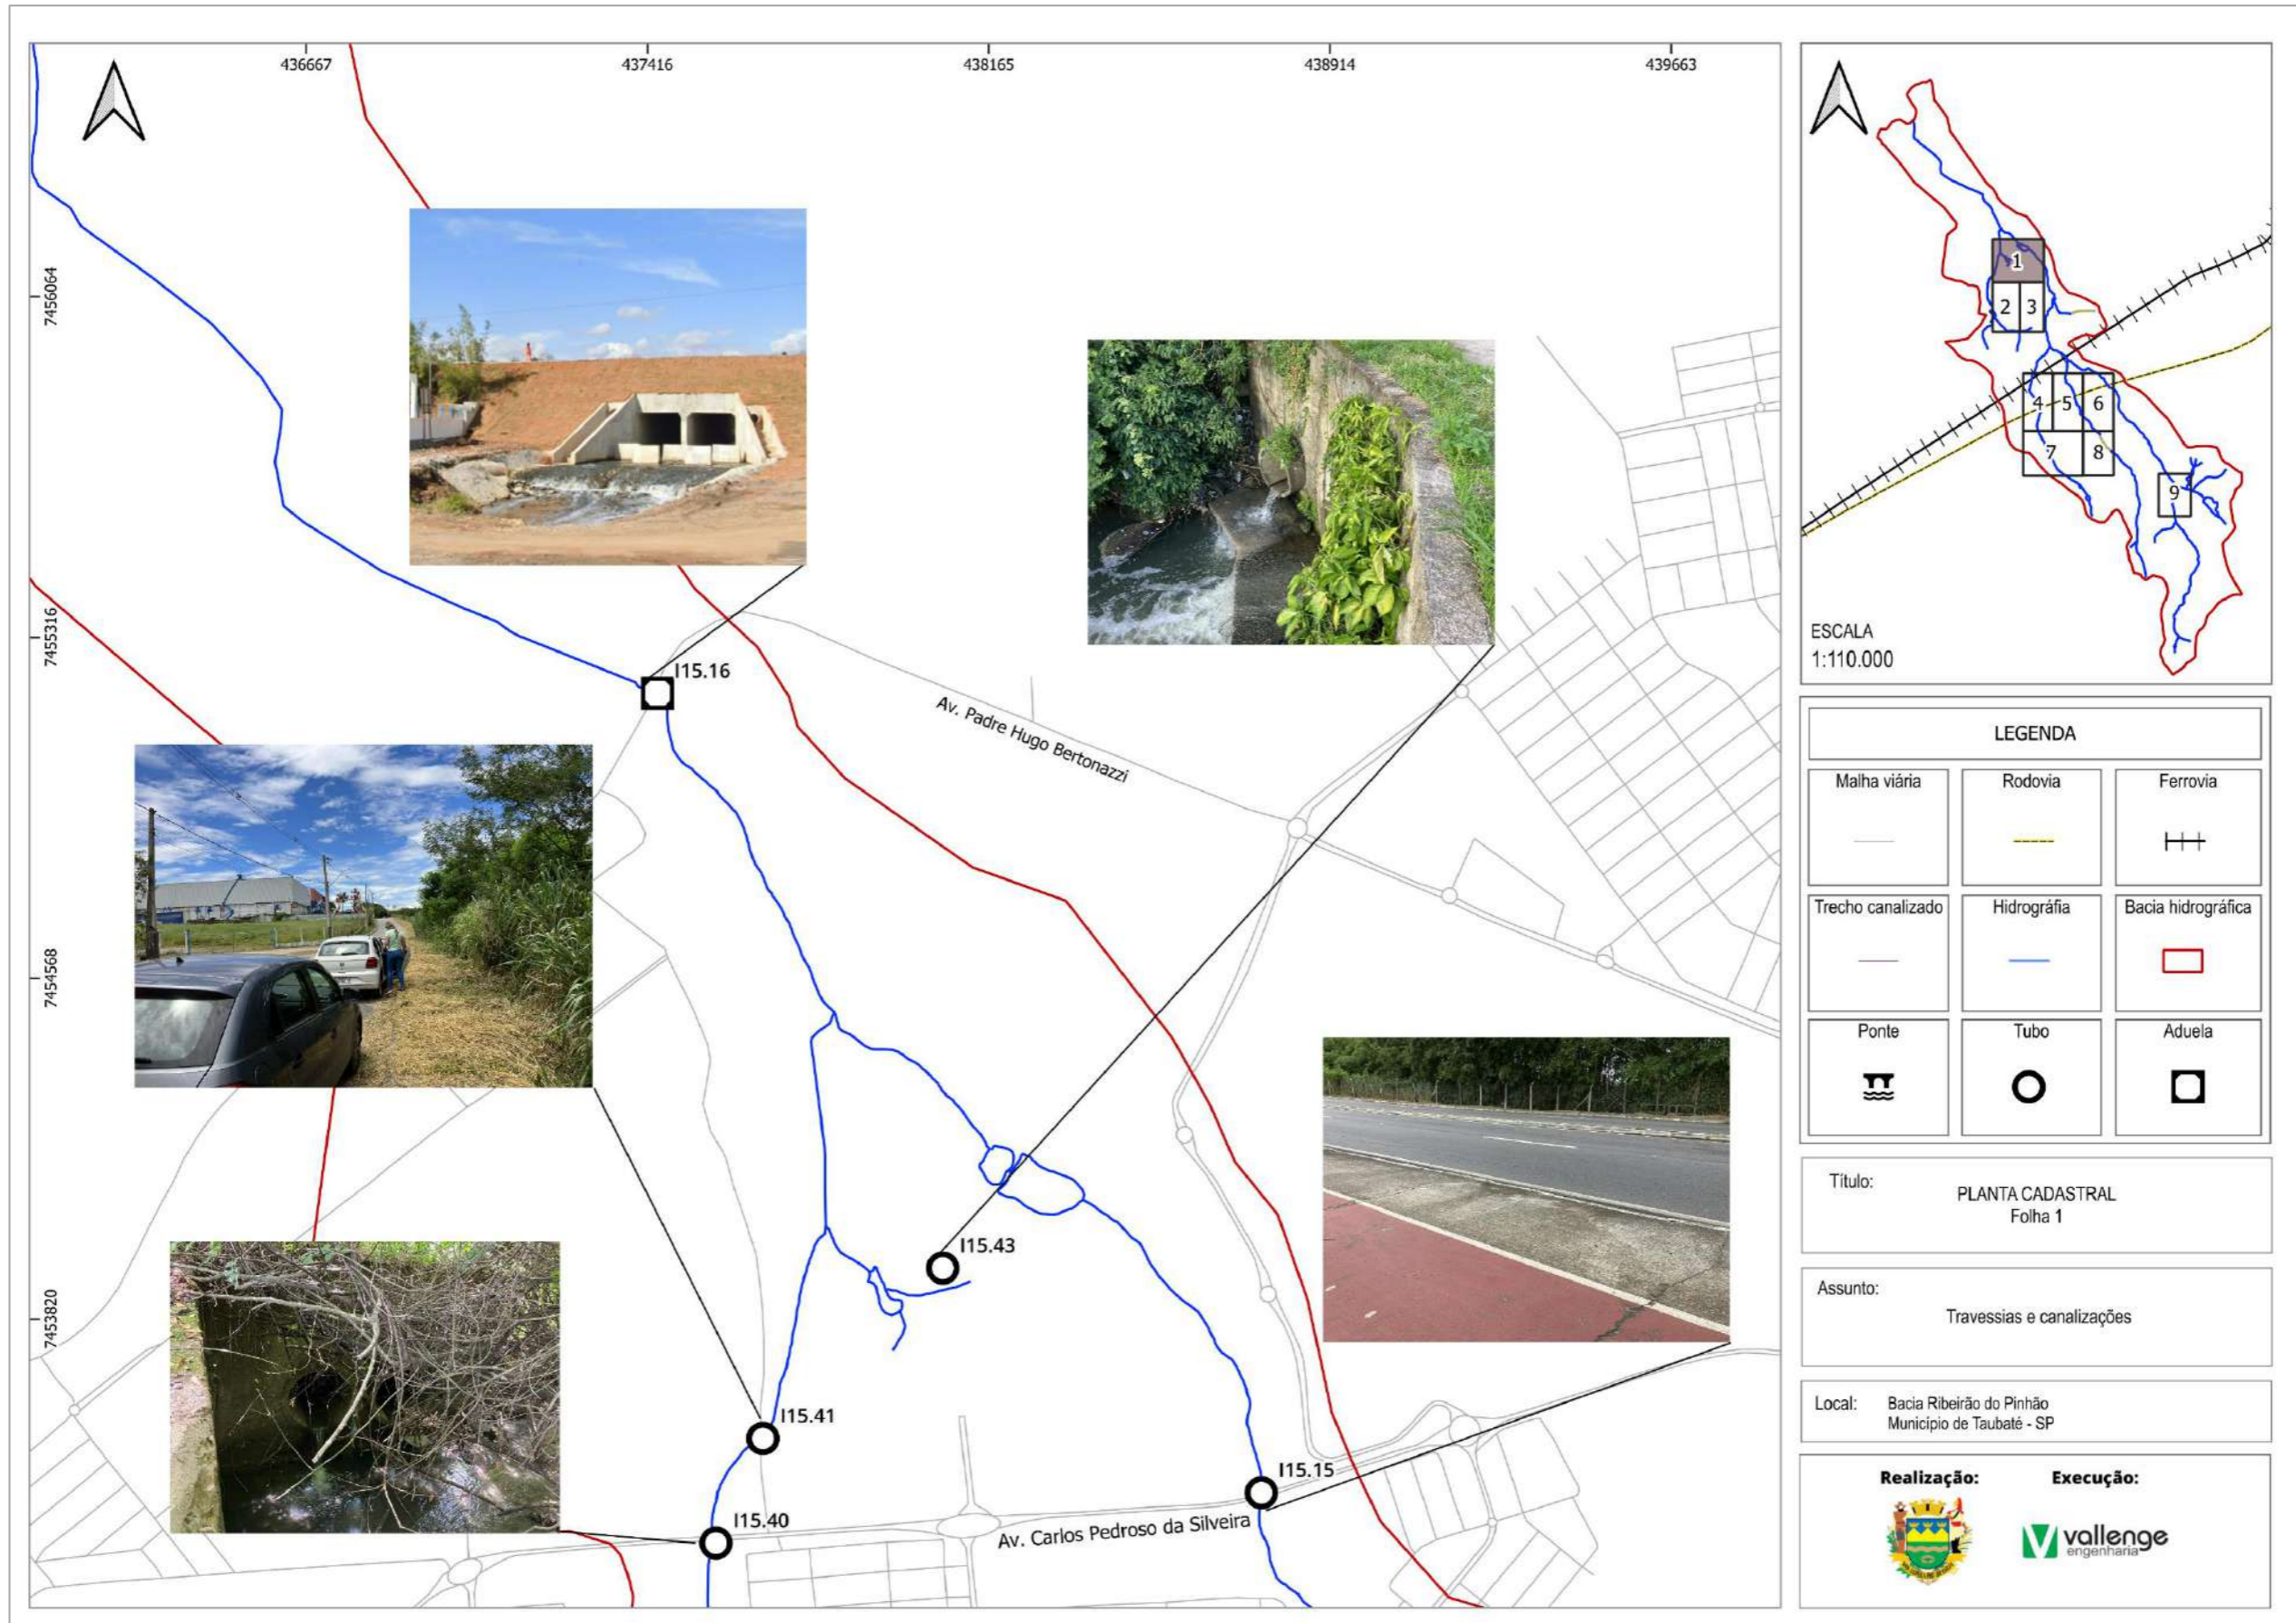 436667
437416
438165
438914
439663
7456064
7455316
7454568
7453820
I15.16
Av. Padre Hugo Bertonazzi
I15.43
I15.41
I15.15
I15.40
Av. Carlos Pedroso da Silveira
1
2
3
4
5
6
7
8
9
ESCALA
1:110.000
LEGENDA
Malha viária
Rodovia
Ferrovia
Trecho canalizado
Hidrográfia
Bacia hidrográfica
Ponte
Tubo
Aduela
Título:
PLANTA CADASTRAL
Folha 1
Assunto:
Travessias e canalizações
Local:
Bacia Ribeirão do Pinhão
Município de Taubaté - SP
Realização:
Execução:
vallenge
engenharia